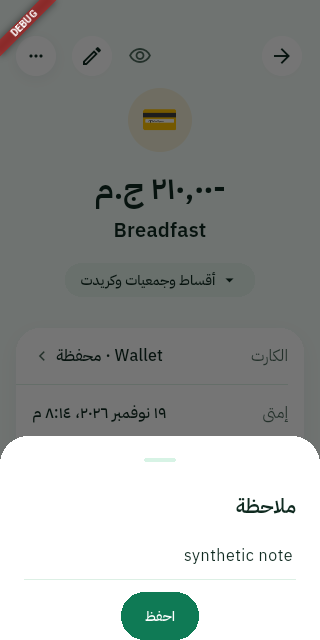 DEBUG
-٢١٠,٠٠ ج.م
Breadfast
أقساط وجمعيات وكريدت
الكارت
Wallet · محفظة
إمتى
١٩ نوفمبر ٢٠٢٦، ٨:١٤ م
ملاحظة
synthetic note
احفظ